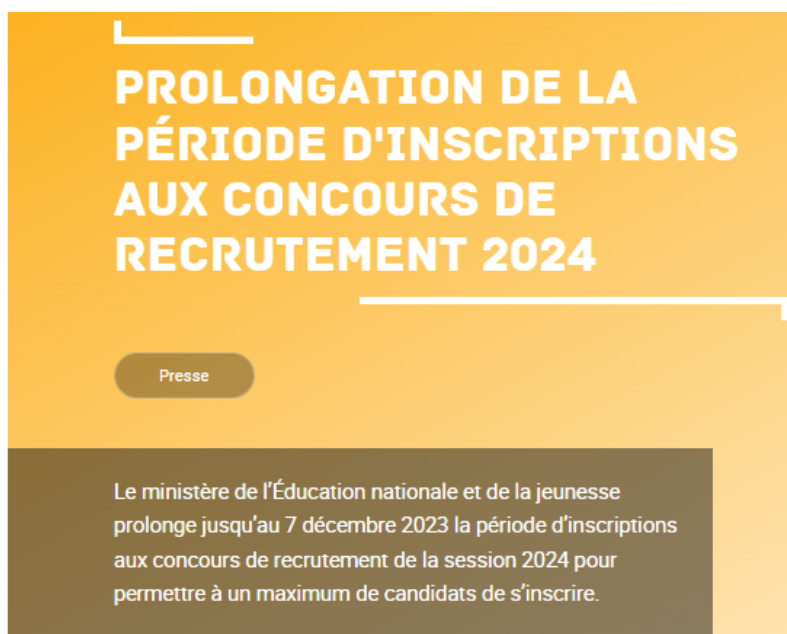 PROLONGATION DE LA
PÉRIODE D'INSCRIPTIONS
AUX CONCOURS DE
RECRUTEMENT 2024
Presse
Le ministère de l’Éducation nationale et de la jeunesse
prolonge jusqu’au 7 décembre 2023 la période d’inscriptions
aux concours de recrutement de la session 2024 pour
permettre à un maximum de candidats de s’inscrire.